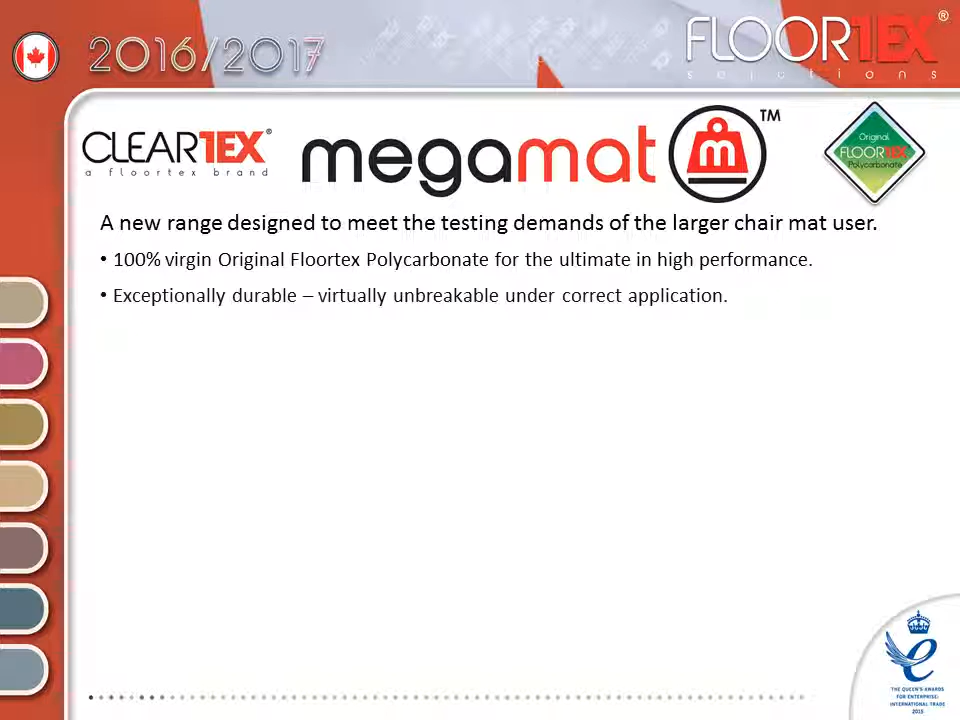 2016/2017
FLOORTEX®
solutions
CLEARTEX®
a floortex brand
megamat m ™
Original
FLOORTEX
Polycarbonate
A new range designed to meet the testing demands of the larger chair mat user.
• 100% virgin Original Floortex Polycarbonate for the ultimate in high performance.
• Exceptionally durable – virtually unbreakable under correct application.
THE QUEEN'S AWARDS
FOR ENTERPRISE:
INTERNATIONAL TRADE
2015